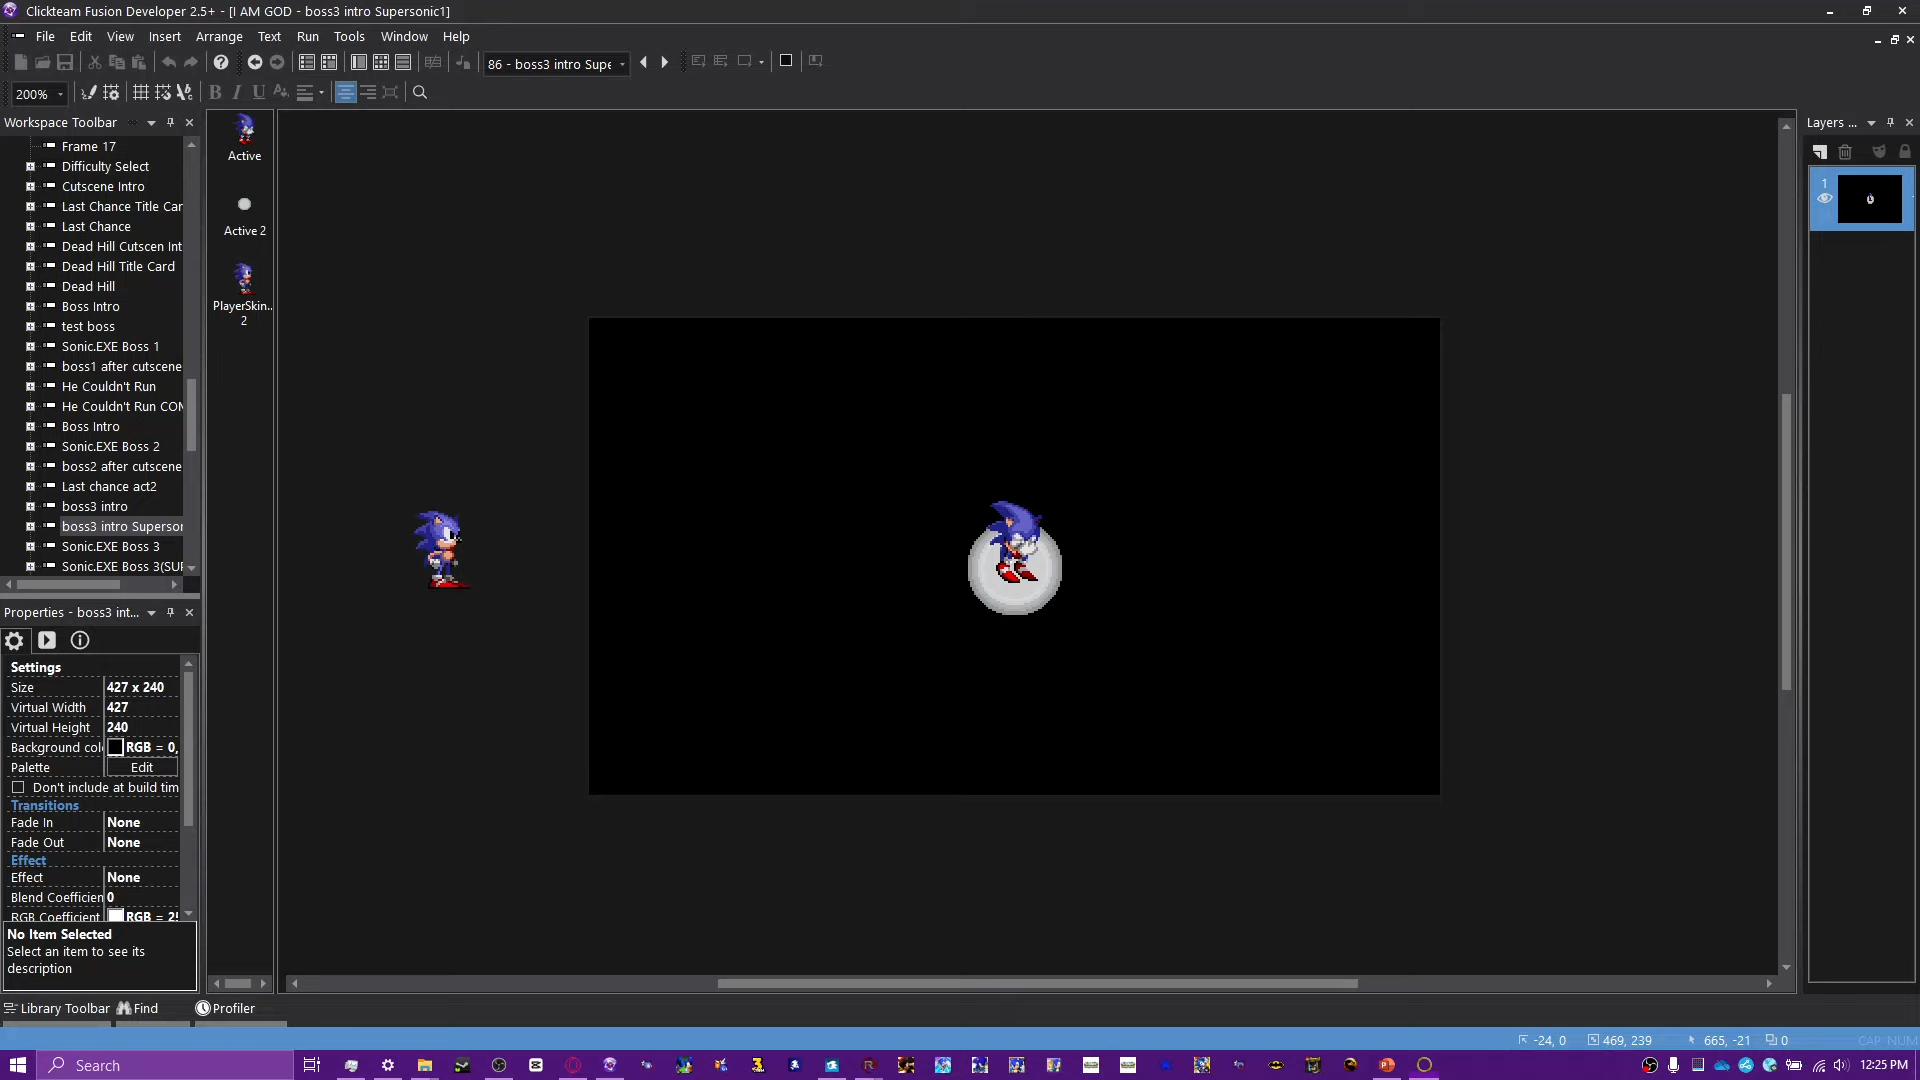 Clickteam Fusion Developer 2.5+ - [I AM GOD - boss3 intro Supersonic1]
File Edit View Insert Arrange Text Run Tools Window Help
86 - boss3 intro Supe
200%
Workspace Toolbar
Frame 17
Difficulty Select
Cutscene Intro
Last Chance Title Car
Last Chance
Dead Hill Cutscen Int
Dead Hill Title Card
Dead Hill
Boss Intro
test boss
Sonic.EXE Boss 1
boss1 after cutscene
He Couldn't Run
He Couldn't Run COM
Boss Intro
Sonic.EXE Boss 2
boss2 after cutscene
Last chance act2
boss3 intro
boss3 intro Superson
Sonic.EXE Boss 3
Sonic.EXE Boss 3(SUP
Active
Active 2
PlayerSkin..
2
Layers ...
1
Properties - boss3 int...
Settings
Size 427 x 240
Virtual Width 427
Virtual Height 240
Background col RGB = 0,
Palette Edit
Don't include at build tim
Transitions
Fade In None
Fade Out None
Effect
Effect None
Blend Coefficien 0
RGB Coefficient RGB = 25
No Item Selected
Select an item to see its
description
Library Toolbar Find Profiler
-24, 0 469, 239 665, -21 0 CAP NUM
Search
12:25 PM